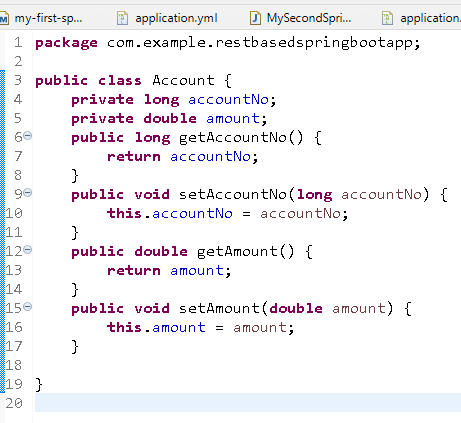 my-first-sp... application.yml MySecondSpri... application.
1 package com.example.restbasedspringbootapp;
2
3 public class Account {
4     private long accountNo;
5     private double amount;
6     public long getAccountNo() {
7         return accountNo;
8     }
9     public void setAccountNo(long accountNo) {
10         this.accountNo = accountNo;
11     }
12     public double getAmount() {
13         return amount;
14     }
15     public void setAmount(double amount) {
16         this.amount = amount;
17     }
18
19 }
20